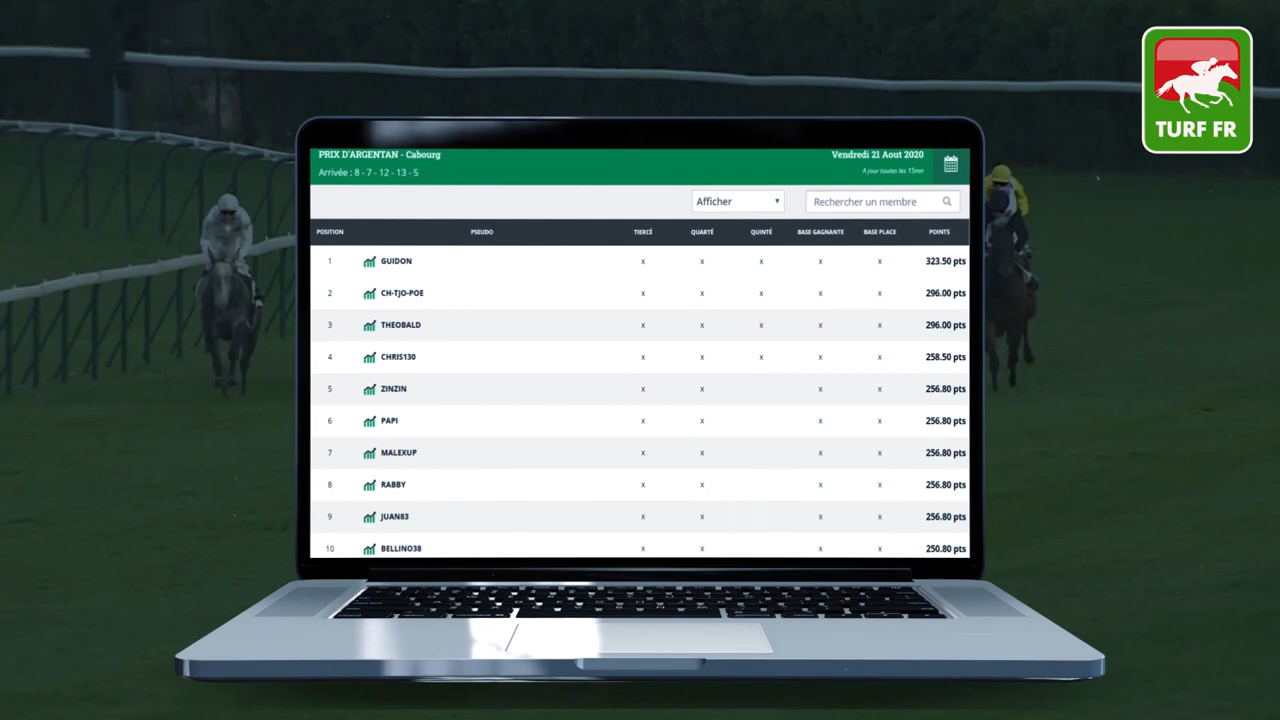 TURF FR
PRIX D'ARGENTAN - Cabourg
Vendredi 21 Aout 2020
Arrivée : 8 - 7 - 12 - 13 - 5
A jour toutes les 15mn
Afficher
Rechercher un membre
POSITION PSEUDO TIERCÉ QUARTÉ QUINTÉ BASE GAGNANTE BASE PLACE POINTS
1 GUIDON x x x x x 323.50 pts
2 CH-TJO-POE x x x x x 296.00 pts
3 THEOBALD x x x x x 296.00 pts
4 CHRIS130 x x x x x 258.50 pts
5 ZINZIN x x x x 256.80 pts
6 PAPI x x x x 256.80 pts
7 MALEXUP x x x x 256.80 pts
8 RABBY x x x x 256.80 pts
9 JUAN83 x x x x 256.80 pts
10 BELLINO38 x x x x 250.80 pts